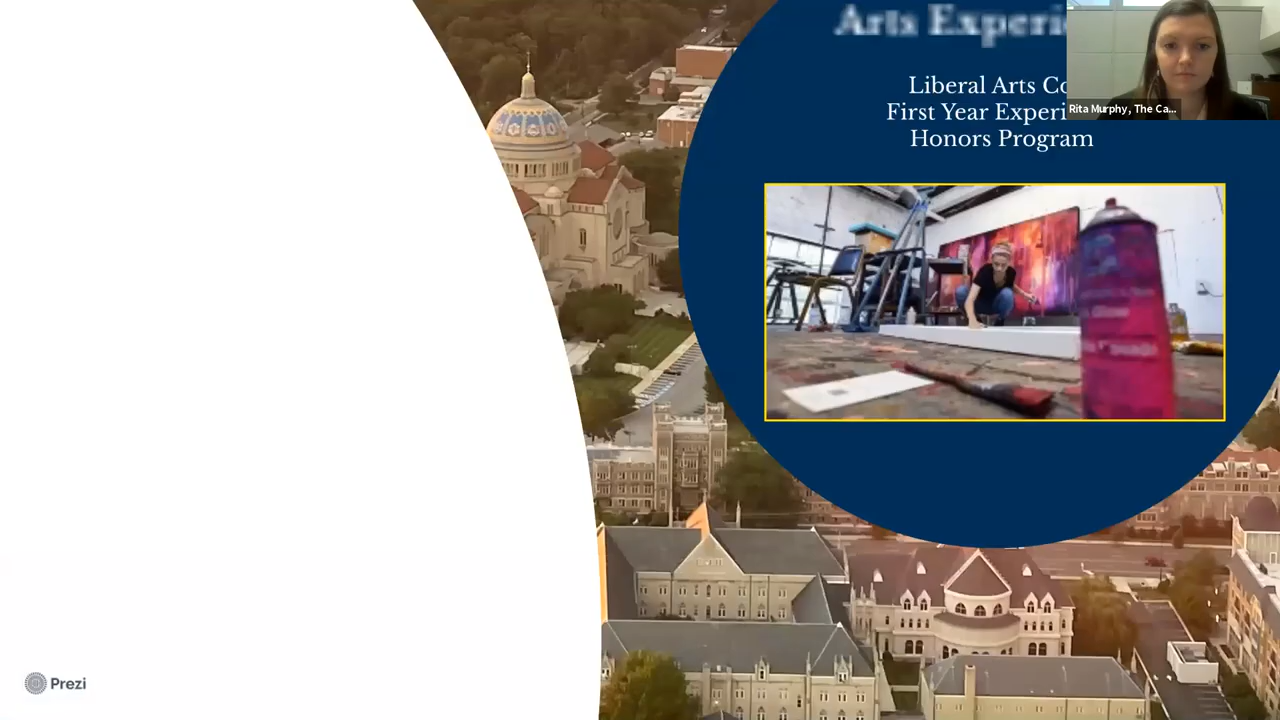 Arts Experi
Liberal Arts Co
First Year Experi
Honors Program
Rita Murphy, The Ca...
Prezi